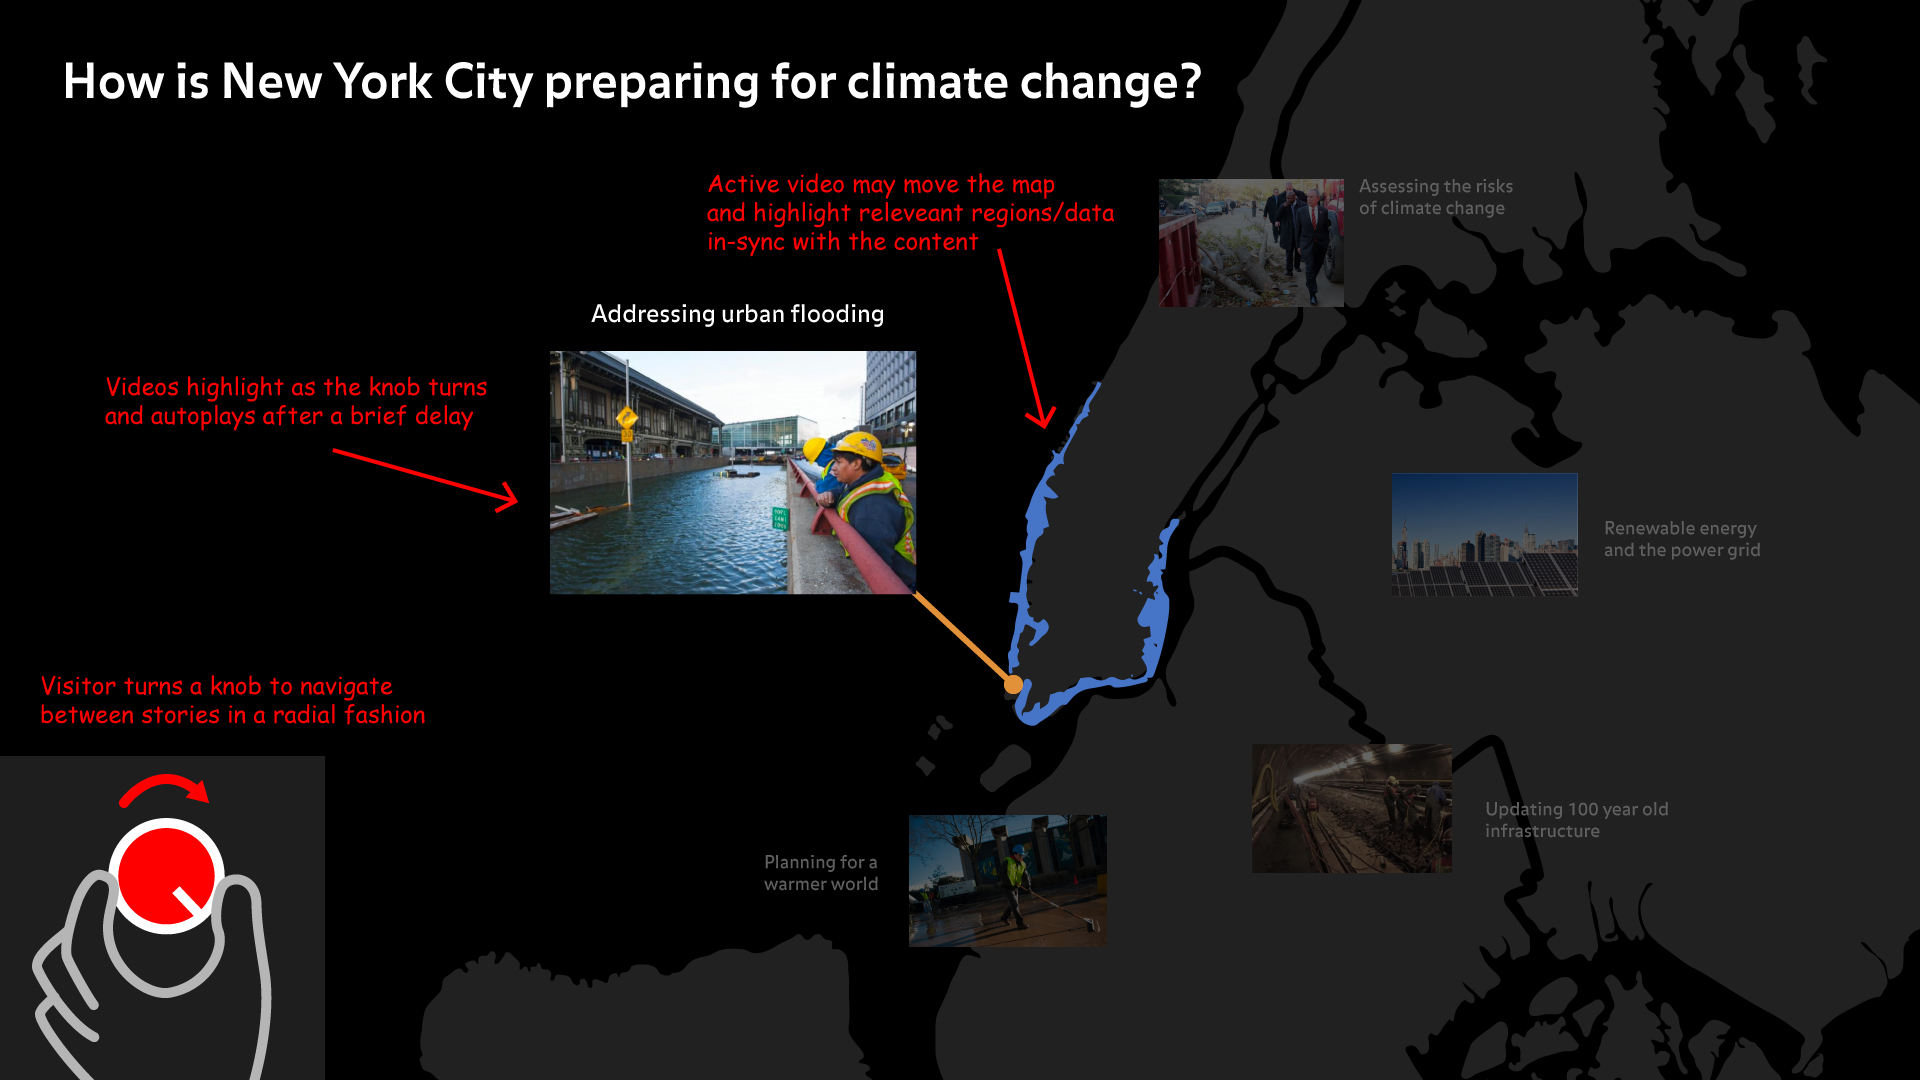 How is New York City preparing for climate change?
Active video may move the map
and highlight releveant regions/data
in-sync with the content
Assessing the risks
of climate change
Addressing urban flooding
Videos highlight as the knob turns
and autoplays after a brief delay
Renewable energy
and the power grid
Visitor turns a knob to navigate
between stories in a radial fashion
Updating 100 year old
infrastructure
Planning for a
warmer world